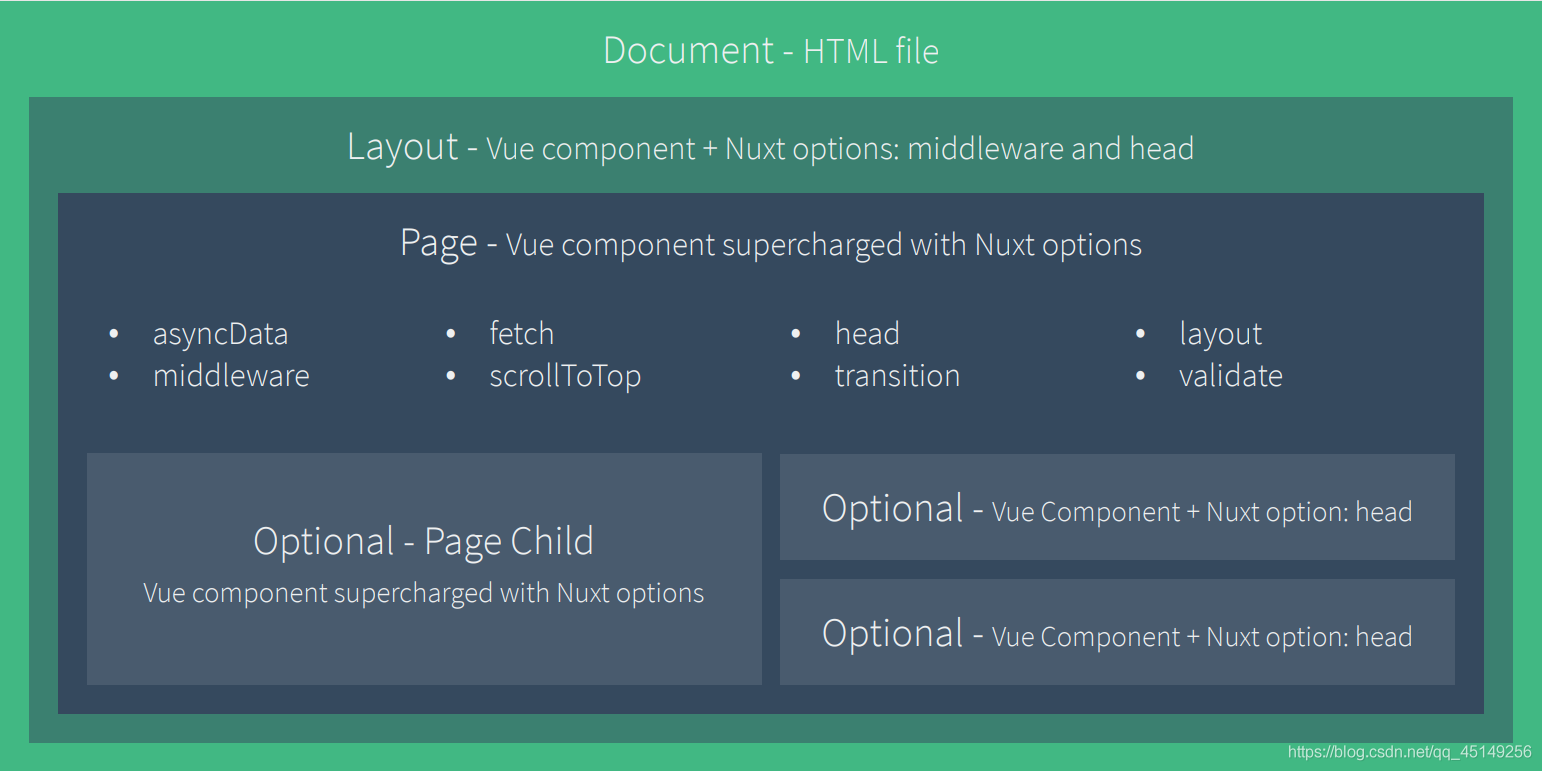 Document - HTML file
Layout - Vue component + Nuxt options: middleware and head
Page - Vue component supercharged with Nuxt options
• asyncData
• middleware
• fetch
• scrollToTop
• head
• transition
• layout
• validate
Optional - Page Child
Vue component supercharged with Nuxt options
Optional - Vue Component + Nuxt option: head
Optional - Vue Component + Nuxt option: head
https://blog.csdn.net/qq_45149256